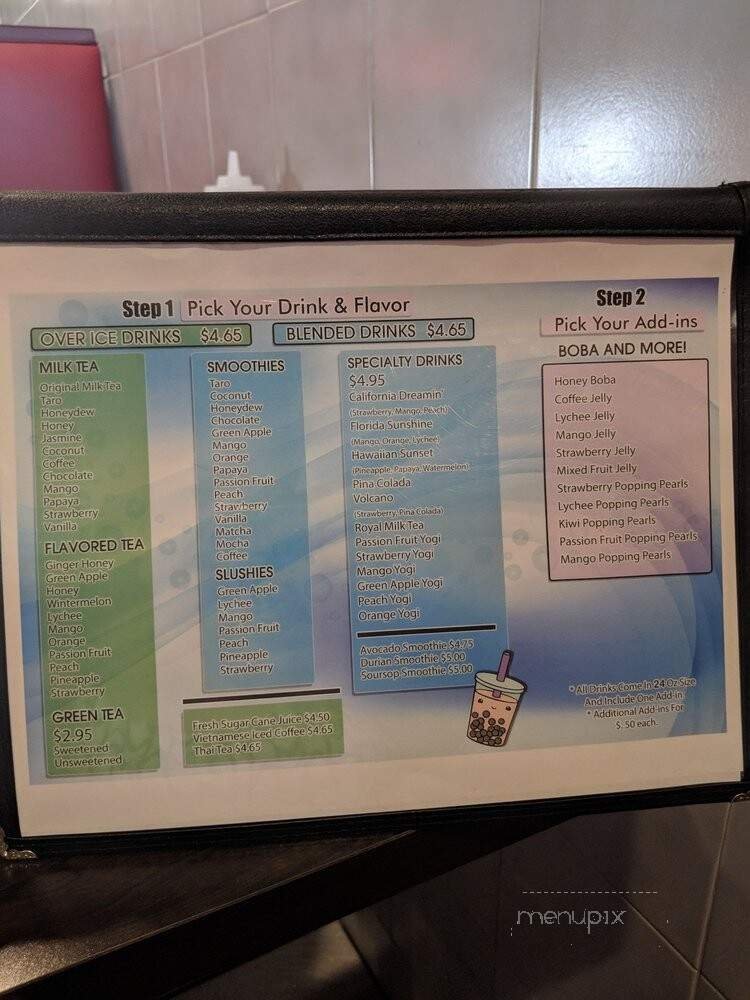 Step 1 Pick Your Drink & Flavor
OVER ICE DRINKS $4.65
BLENDED DRINKS $4.65
MILK TEA
Original Milk Tea
Taro
Honeydew
Honey
Jasmine
Coconut
Coffee
Chocolate
Mango
Papaya
Strawberry
Vanilla
FLAVORED TEA
Ginger Honey
Green Apple
Honey
Wintermelon
Lychee
Mango
Orange
Passion Fruit
Peach
Pineapple
Strawberry
GREEN TEA
$2.95
Sweetened
Unsweetened
SMOOTHIES
Taro
Coconut
Honeydew
Chocolate
Green Apple
Mango
Orange
Papaya
Passion Fruit
Peach
Strawberry
Vanilla
Matcha
Mocha
Coffee
SLUSHIES
Green Apple
Lychee
Mango
Passion Fruit
Peach
Pineapple
Strawberry
Fresh Sugar Cane Juice $4.50
Vietnamese Iced Coffee $4.65
Thai Tea $4.65
SPECIALTY DRINKS
$4.95
California Dreamin'
(Strawberry, Mango, Peach)
Florida Sunshine
(Mango, Orange, Lychee)
Hawaiian Sunset
(Pineapple, Papaya, Watermelon)
Pina Colada
Volcano
(Strawberry, Pina Colada)
Royal Milk Tea
Passion Fruit Yogi
Strawberry Yogi
Mango Yogi
Green Apple Yogi
Peach Yogi
Orange Yogi
Avocado Smoothie $4.75
Durian Smoothie $5.00
Soursop Smoothie $5.00
Step 2
Pick Your Add-ins
BOBA AND MORE!
Honey Boba
Coffee Jelly
Lychee Jelly
Mango Jelly
Strawberry Jelly
Mixed Fruit Jelly
Strawberry Popping Pearls
Lychee Popping Pearls
Kiwi Popping Pearls
Passion Fruit Popping Pearls
Mango Popping Pearls
* All Drinks Come In 24 Oz Size
And Include One Add-in
* Additional Add-ins For
$.50 each.
menupix